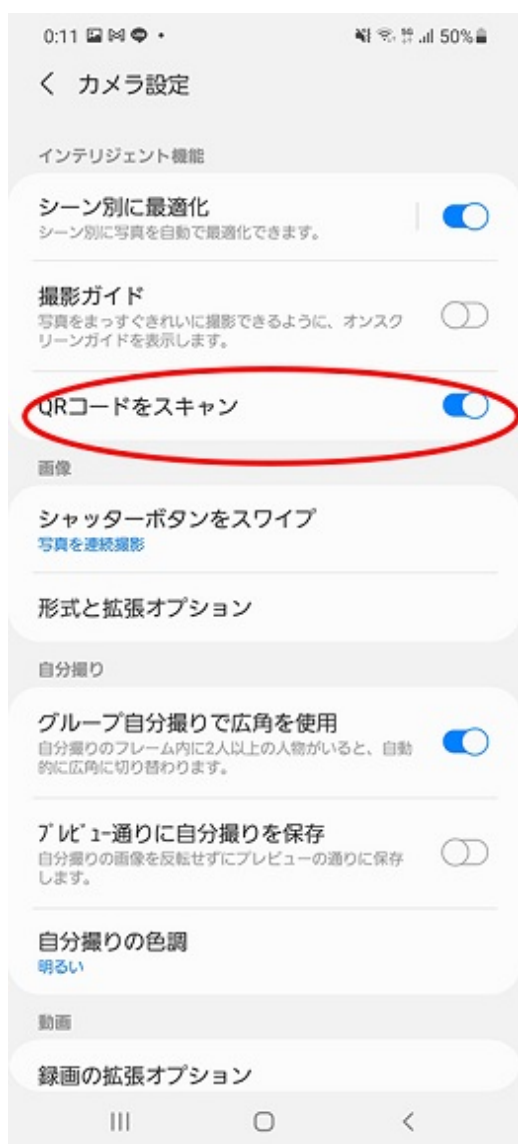 0:11 50%
カメラ設定
インテリジェント機能
シーン別に最適化
シーン別に写真を自動で最適化できます。
撮影ガイド
写真をまっすぐきれいに撮影できるように、オンスク
リーンガイドを表示します。
QRコードをスキャン
画像
シャッターボタンをスワイプ
写真を連続撮影
形式と拡張オプション
自分撮り
グループ自分撮りで広角を使用
自分撮りのフレーム内に2人以上の人物がいると、自動
的に広角に切り替わります。
プレビュー通りに自分撮りを保存
自分撮りの画像を反転せずにプレビューの通りに保存
します。
自分撮りの色調
明るい
動画
録画の拡張オプション